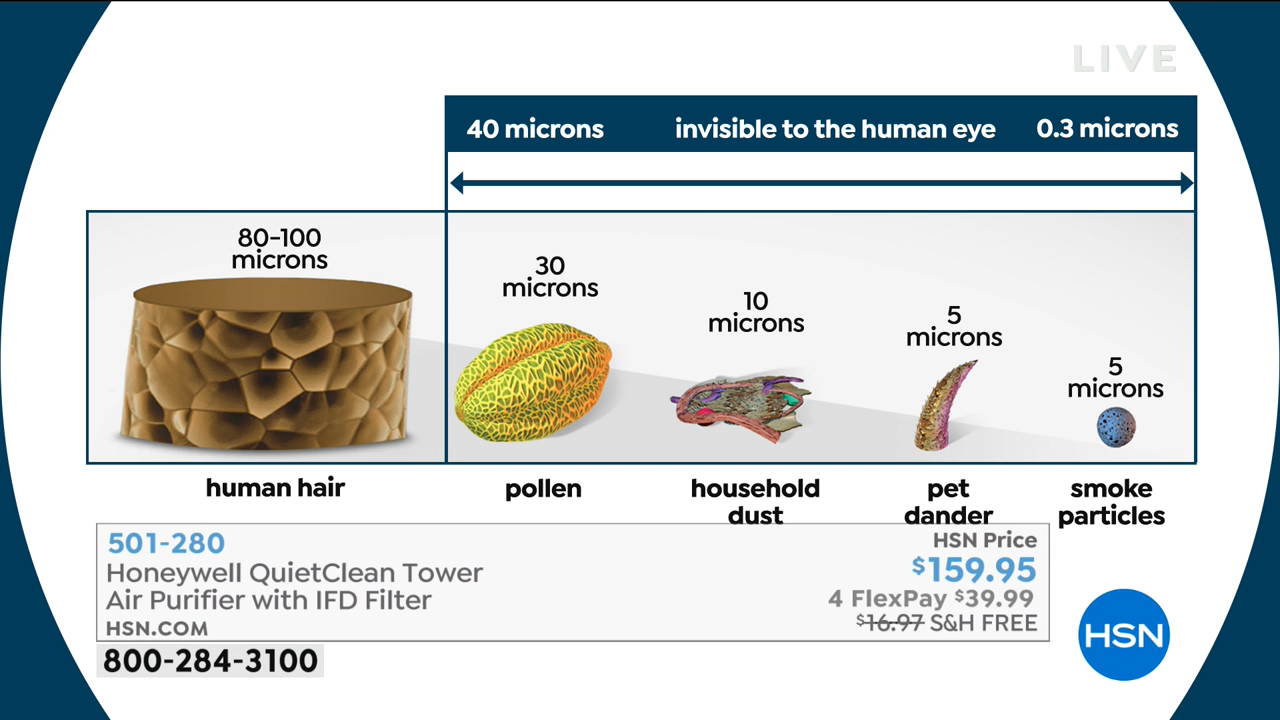 LIVE
40 microns invisible to the human eye 0.3 microns
80-100
microns
30
microns
10
microns
5
microns
5
microns
human hair
pollen
household
dust
pet
dander
smoke
particles
501-280
Honeywell QuietClean Tower
Air Purifier with IFD Filter
HSN.COM
HSN Price
$159.95
4 FlexPay $39.99
$16.97 S&H FREE
800-284-3100
HSN